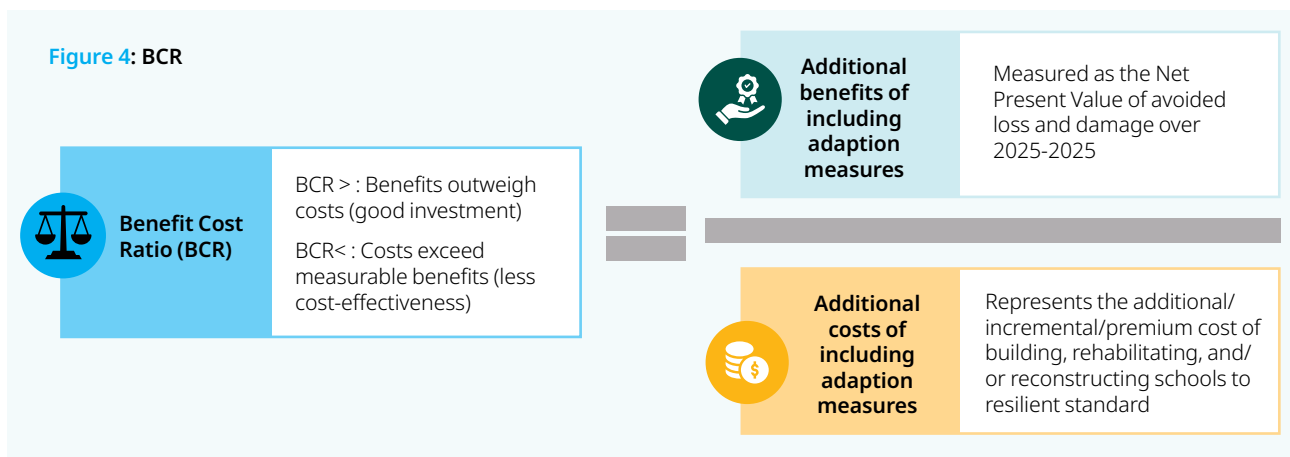 Figure 4: BCR
Benefit Cost
Ratio (BCR)
BCR > : Benefits outweigh
costs (good investment)
BCR< : Costs exceed
measurable benefits (less
cost-effectiveness)
Additional
benefits of
including
adaption
measures
Measured as the Net
Present Value of avoided
loss and damage over
2025-2025
Additional
costs of
including
adaption
measures
Represents the additional/
incremental/premium cost of
building, rehabilitating, and/
or reconstructing schools to
resilient standard